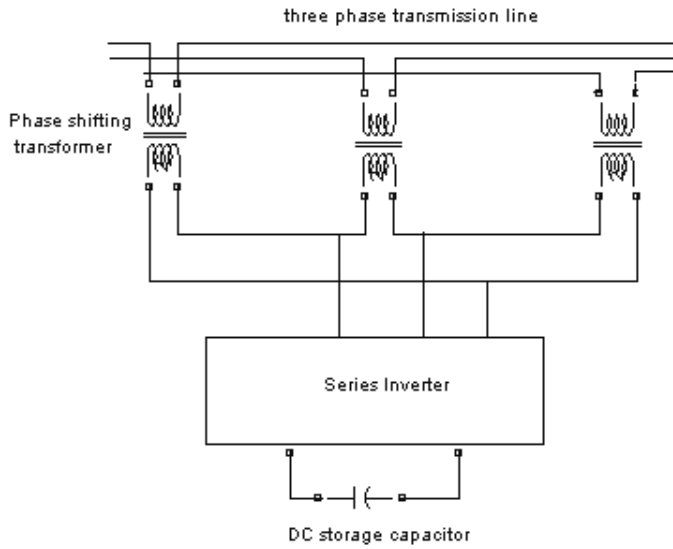 three phase transmission line
Phase shifting
transformer
Series Inverter
DC storage capacitor